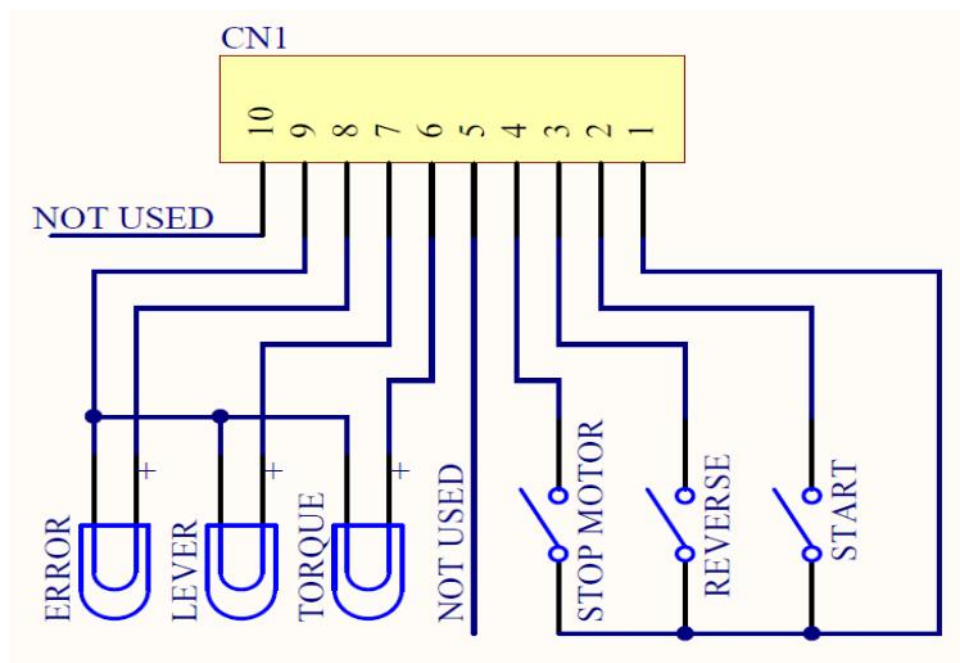 CN1
10 9 8 7 6 5 4 3 2 1
NOT USED
+ + +
ERROR
LEVER
TORQUE
NOT USED
STOP MOTOR
REVERSE
START